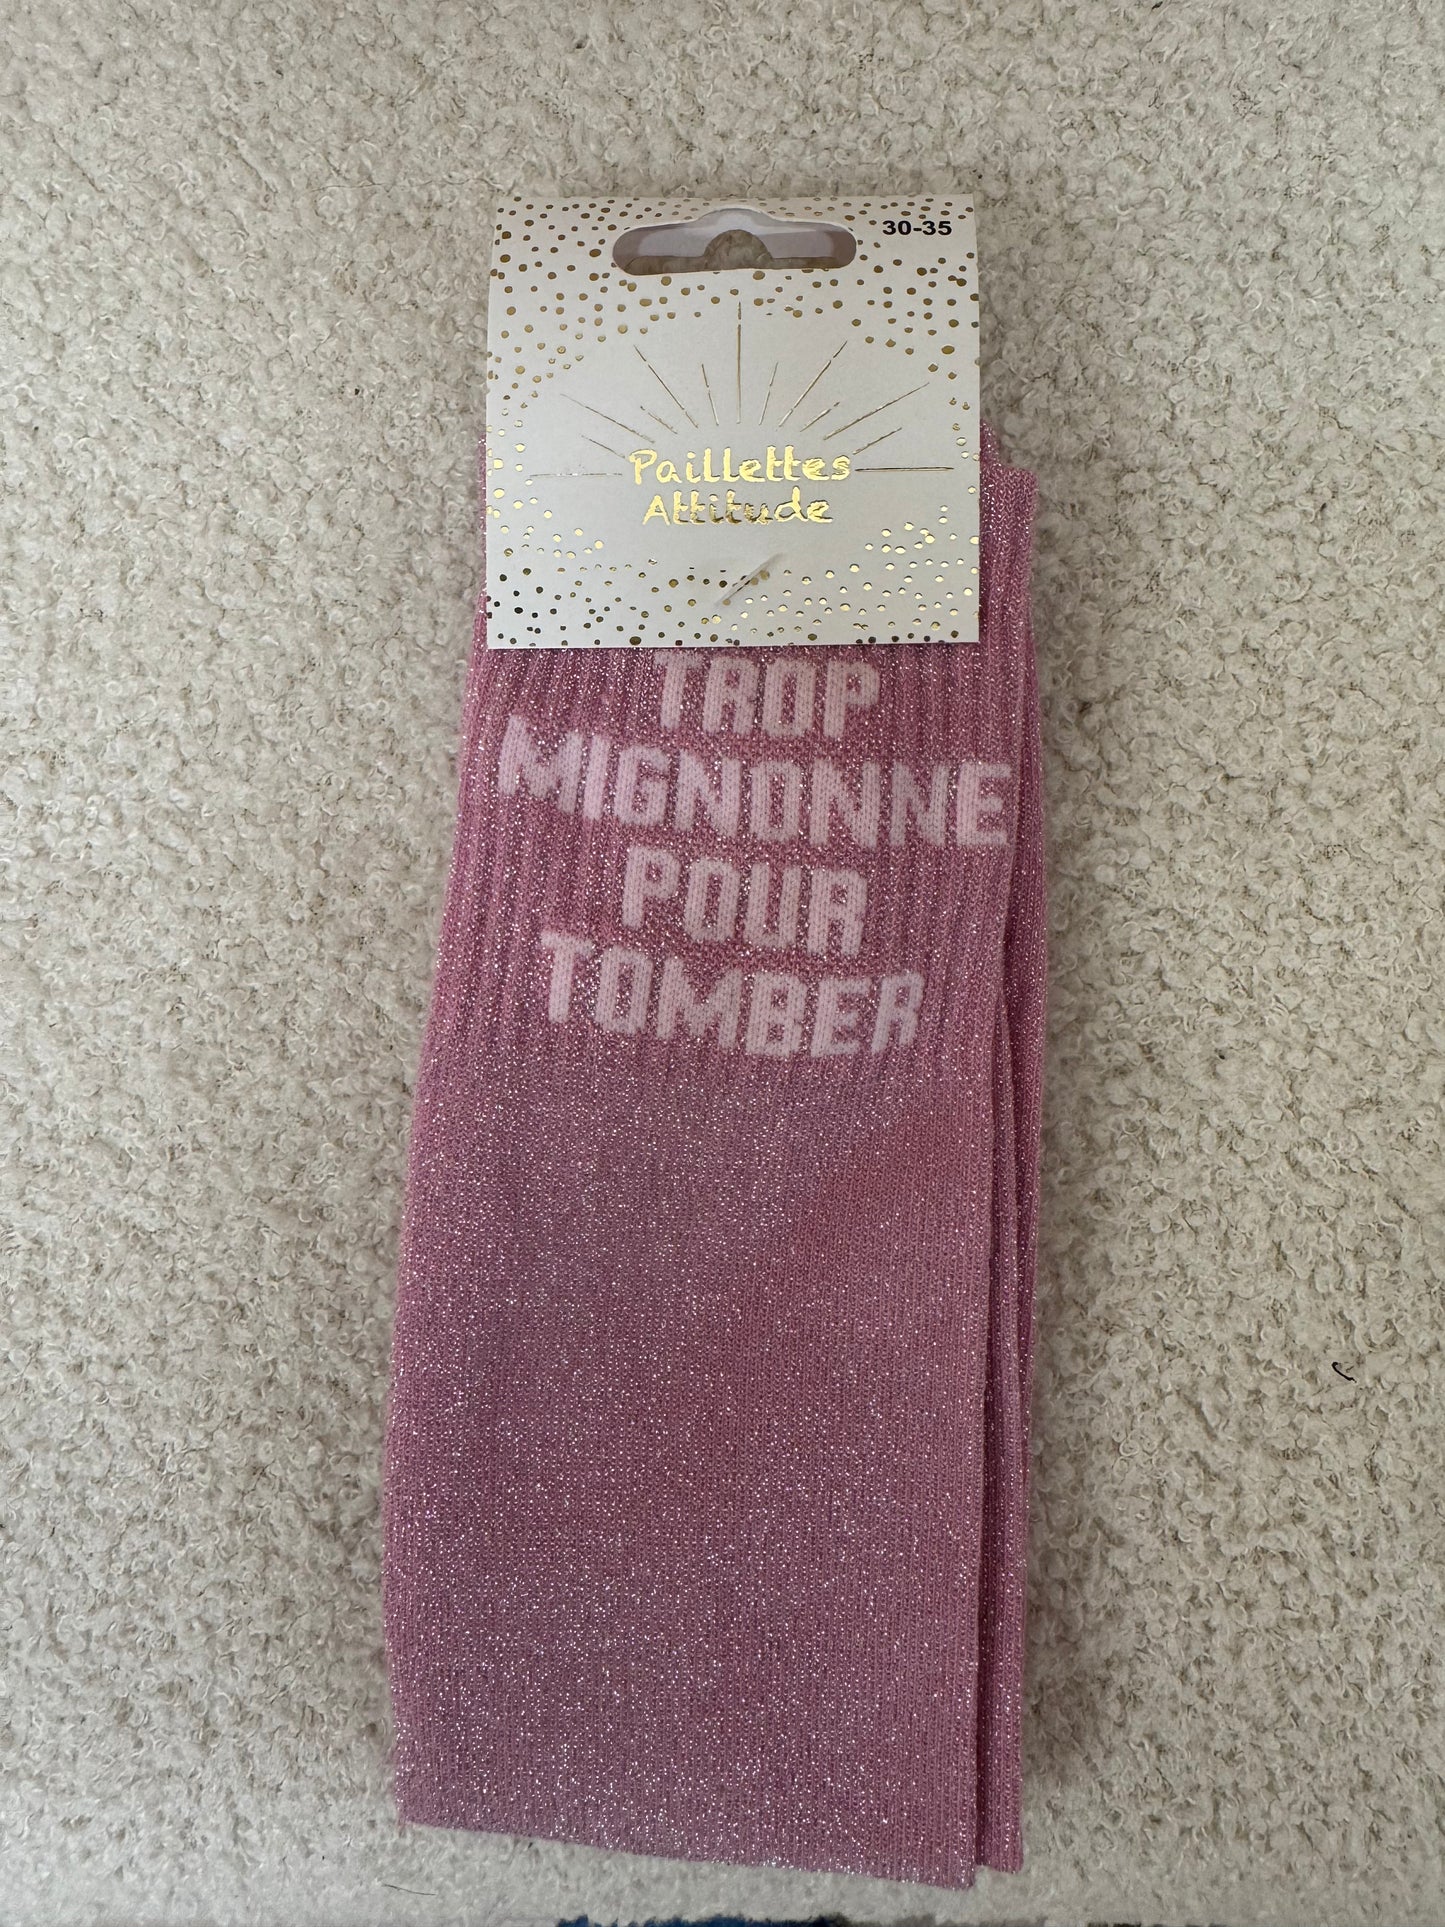 30-35
Paillettes
Attitude
TROP
MIGNONNE
POUR
TOMBER